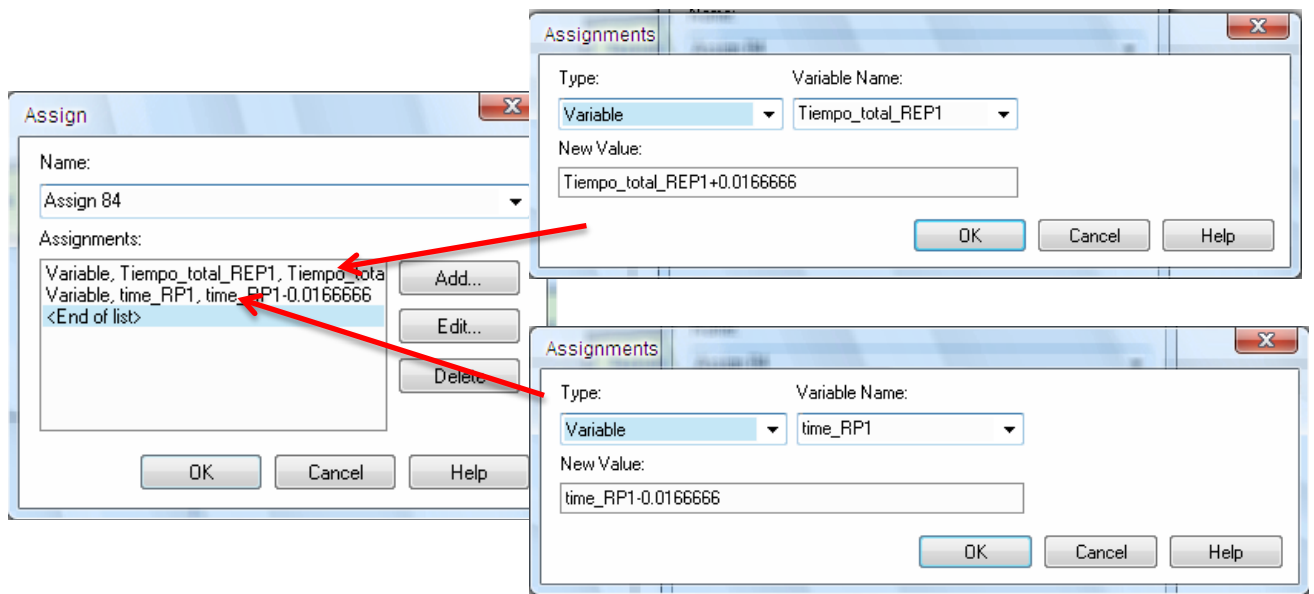 Assign
Name:
Assign 84
Assignments:
Variable, Tiempo_total_REP1, Tiempo_tota
Variable, time_RP1, time_RP1-0.0166666
<End of list>
Add...
Edit...
Delete
OK Cancel Help
Assignments
Type: Variable Name:
Variable Tiempo_total_REP1
New Value:
Tiempo_total_REP1+0.0166666
OK Cancel Help
Assignments
Type: Variable Name:
Variable time_RP1
New Value:
time_RP1-0.0166666
OK Cancel Help